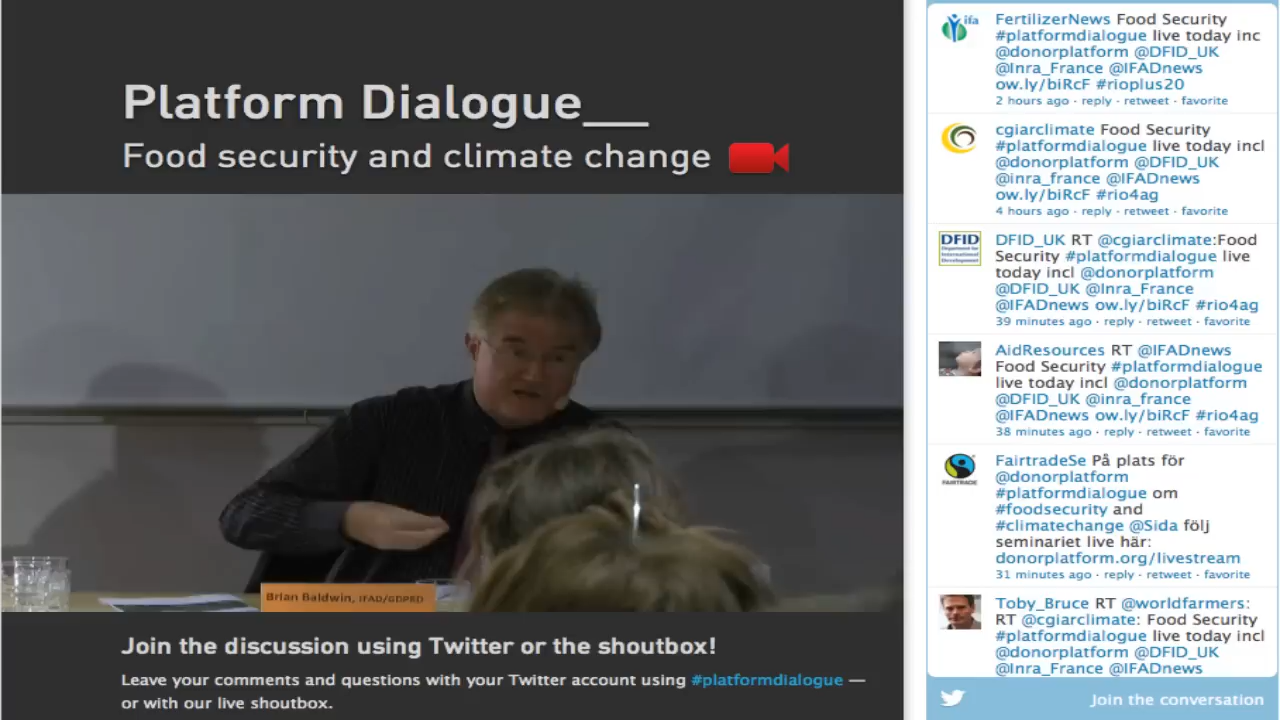 Platform Dialogue__
Food security and climate change
Brian Baldwin, IFAD/GDPRD
Join the discussion using Twitter or the shoutbox!
Leave your comments and questions with your Twitter account using #platformdialogue —
or with our live shoutbox.
ifa
FertilizerNews Food Security
#platformdialogue live today inc
@donorplatform @DFID_UK
@Inra_France @IFADnews
ow.ly/biRcF #rioplus20
2 hours ago · reply · retweet · favorite
cgiarclimate Food Security
#platformdialogue live today incl
@donorplatform @DFID_UK
@inra_france @IFADnews
ow.ly/biRcF #rio4ag
4 hours ago · reply · retweet · favorite
DFID
Department for
International
Development
DFID_UK RT @cgiarclimate:Food
Security #platformdialogue live
today incl @donorplatform
@DFID_UK @Inra_France
@IFADnews ow.ly/biRcF #rio4ag
39 minutes ago · reply · retweet · favorite
AidResources RT @IFADnews
Food Security #platformdialogue
live today incl @donorplatform
@DFID_UK @inra_france
@IFADnews ow.ly/biRcF #rio4ag
38 minutes ago · reply · retweet · favorite
FAIRTRADE
FairtradeSe På plats för
@donorplatform
#platformdialogue om
#foodsecurity and
#climatechange @Sida följ
seminariet live här:
donorplatform.org/livestream
31 minutes ago · reply · retweet · favorite
Toby_Bruce RT @worldfarmers:
RT @cgiarclimate: Food Security
#platformdialogue live today incl
@donorplatform @DFID_UK
@Inra_France @IFADnews
Join the conversation